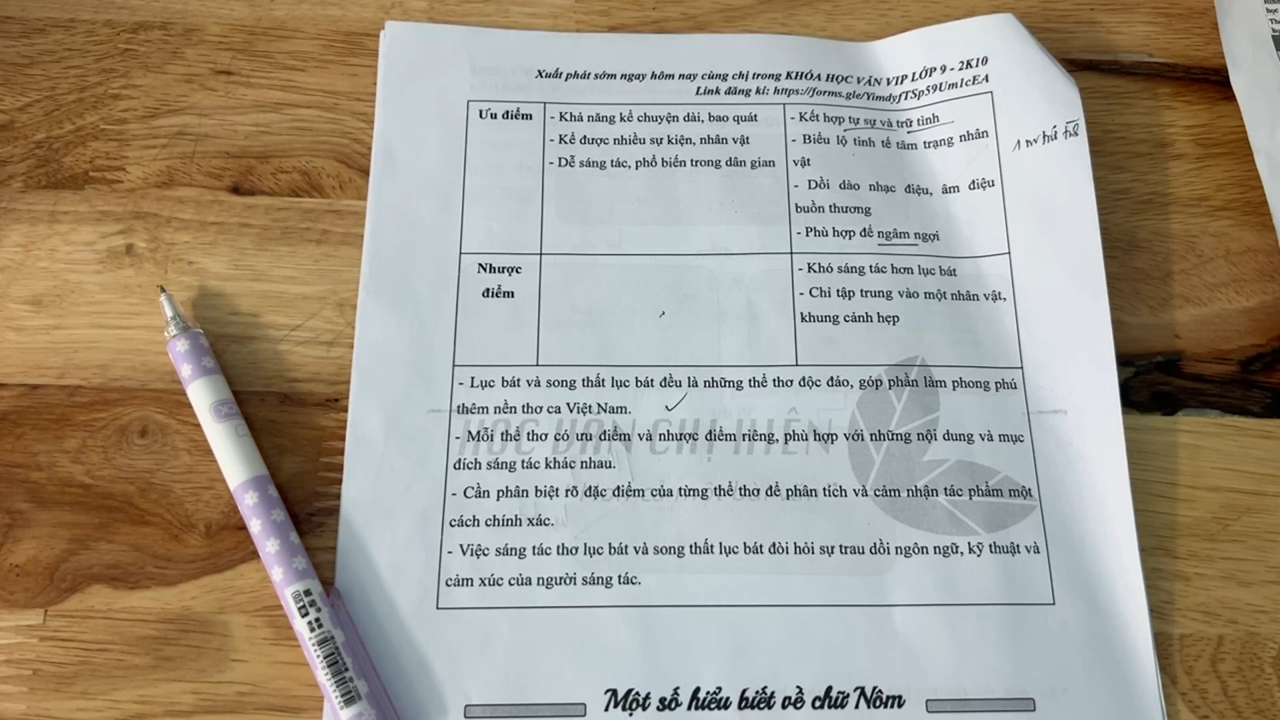 Xuất phát sớm ngay hôm nay cùng chị trong KHÓA HỌC VĂN VIP LỚP 9 - 2K10
Link đăng kí: https://forms.gle/YimdyfTSp59Um1cEA
Ưu điểm
- Khả năng kể chuyện dài, bao quát
- Kể được nhiều sự kiện, nhân vật
- Dễ sáng tác, phổ biến trong dân gian
- Kết hợp tự sự và trữ tình
- Biểu lộ tinh tế tâm trạng nhân
vật
- Dồi dào nhạc điệu, âm điệu
buồn thương
- Phù hợp để ngâm ngợi
Nhược
điểm
- Khó sáng tác hơn lục bát
- Chỉ tập trung vào một nhân vật,
khung cảnh hẹp
- Lục bát và song thất lục bát đều là những thể thơ độc đáo, góp phần làm phong phú
thêm nền thơ ca Việt Nam.
- Mỗi thể thơ có ưu điểm và nhược điểm riêng, phù hợp với những nội dung và mục
đích sáng tác khác nhau.
- Cần phân biệt rõ đặc điểm của từng thể thơ để phân tích và cảm nhận tác phẩm một
cách chính xác.
- Việc sáng tác thơ lục bát và song thất lục bát đòi hỏi sự trau dồi ngôn ngữ, kỹ thuật và
cảm xúc của người sáng tác.
HỌC VĂN CHỊ HIÊN
Một số hiểu biết về chữ Nôm